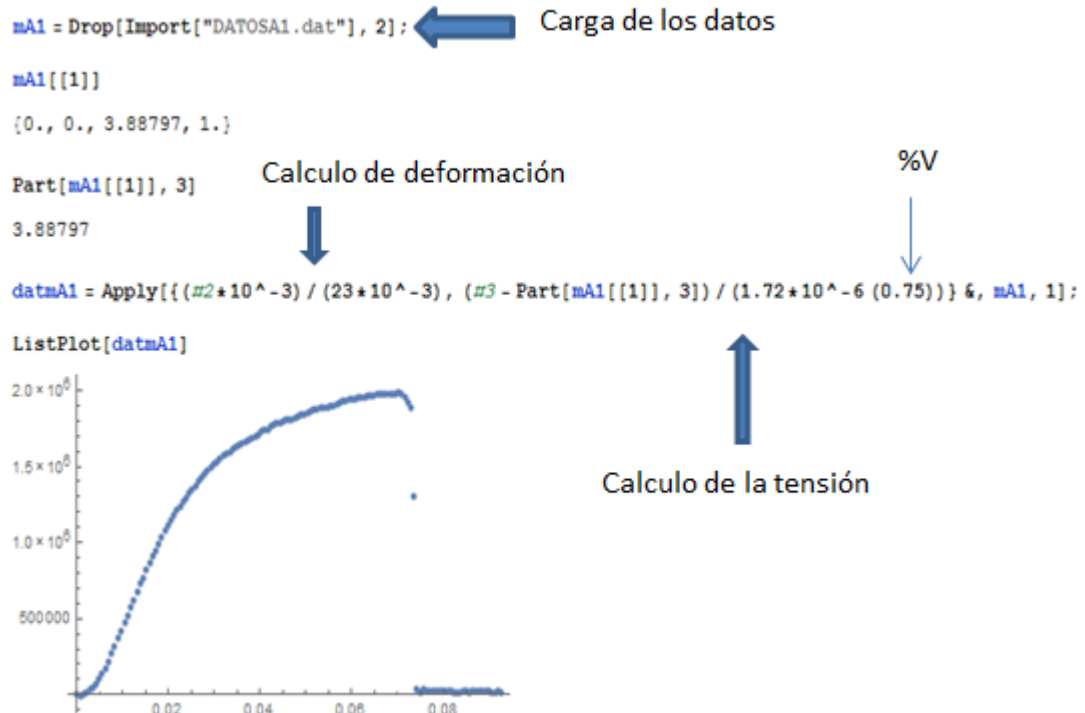 mA1 = Drop[Import["DATOSA1.dat"], 2];
Carga de los datos
mA1[[1]]
{0., 0., 3.88797, 1.}
Part[mA1[[1]], 3]
3.88797
Calculo de deformación
%V
datmA1 = Apply[{(#2*10^-3) / (23*10^-3), (#3 - Part[mA1[[1]], 3]) / (1.72*10^-6 (0.75))} &, mA1, 1];
ListPlot[datmA1]
Calculo de la tensión
2.0×10⁶
1.5×10⁶
1.0×10⁶
500000
0.02 0.04 0.06 0.08